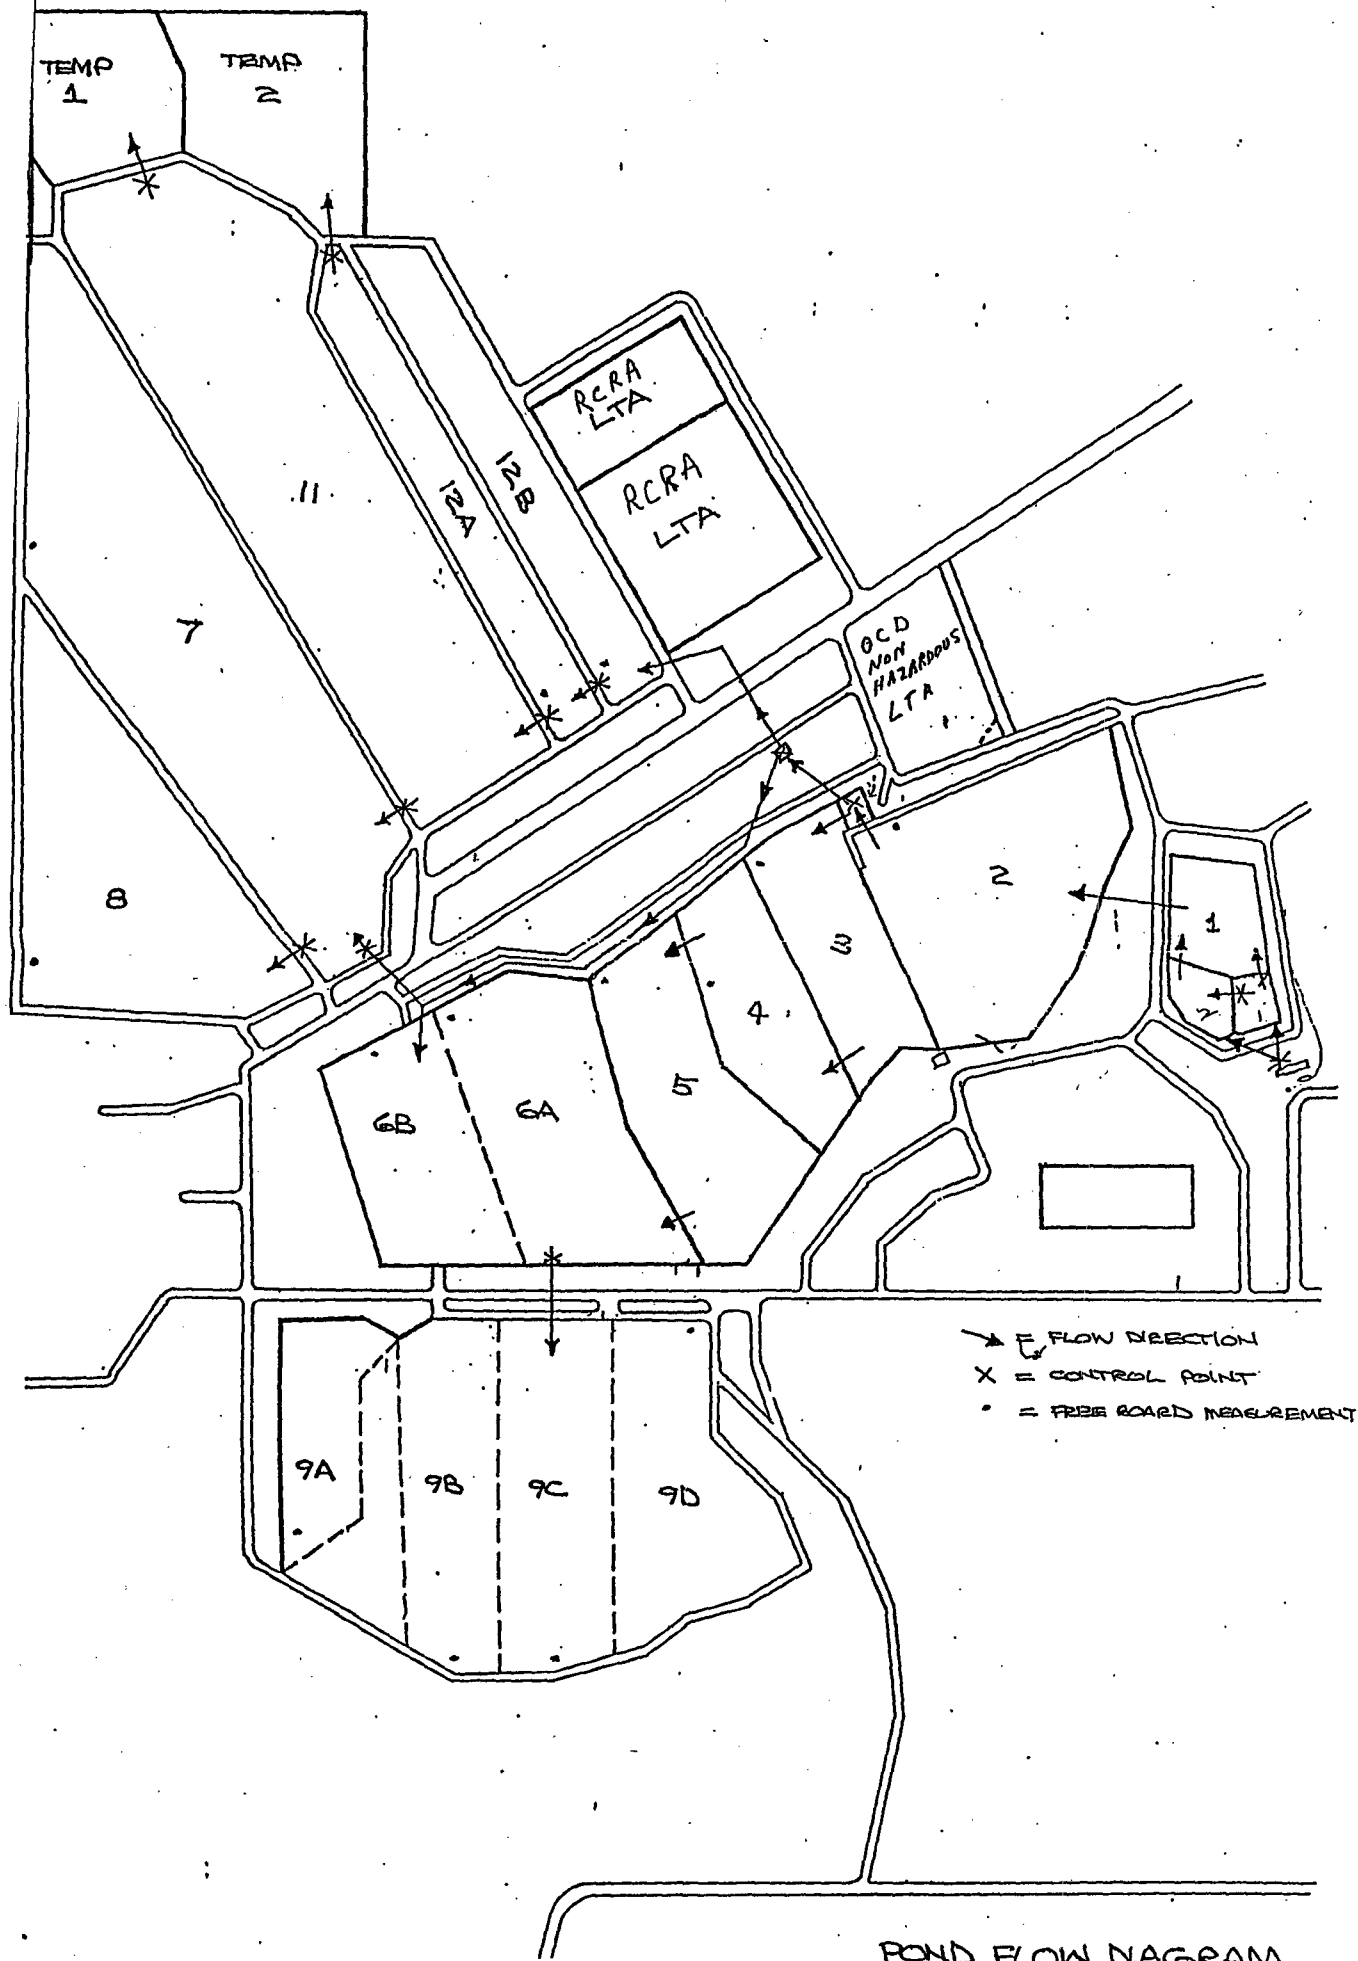 TEMP
1
TEMP
2
RCRA
LTA
RCRA
LTA
11
12A
12B
7
OCD
NON
HAZARDOUS
LTA
8
2
1
3
2
1
4
5
6A
6B
→ = FLOW DIRECTION
X = CONTROL POINT
• = FREE BOARD MEASUREMENT
9A
9B
9C
9D
POND FLOW DIAGRAM